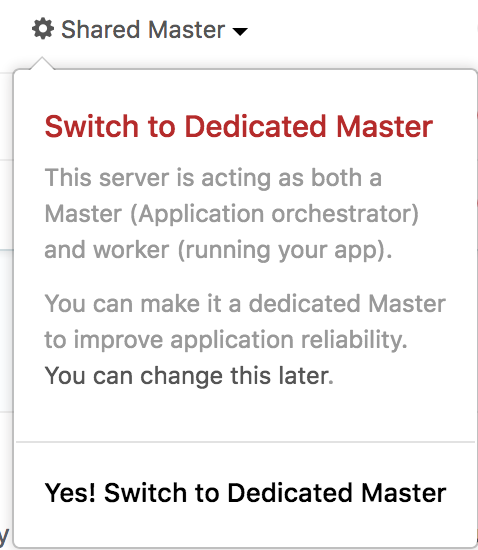 Shared Master
Switch to Dedicated Master
This server is acting as both a
Master (Application orchestrator)
and worker (running your app).
You can make it a dedicated Master
to improve application reliability.
You can change this later.
Yes! Switch to Dedicated Master
y